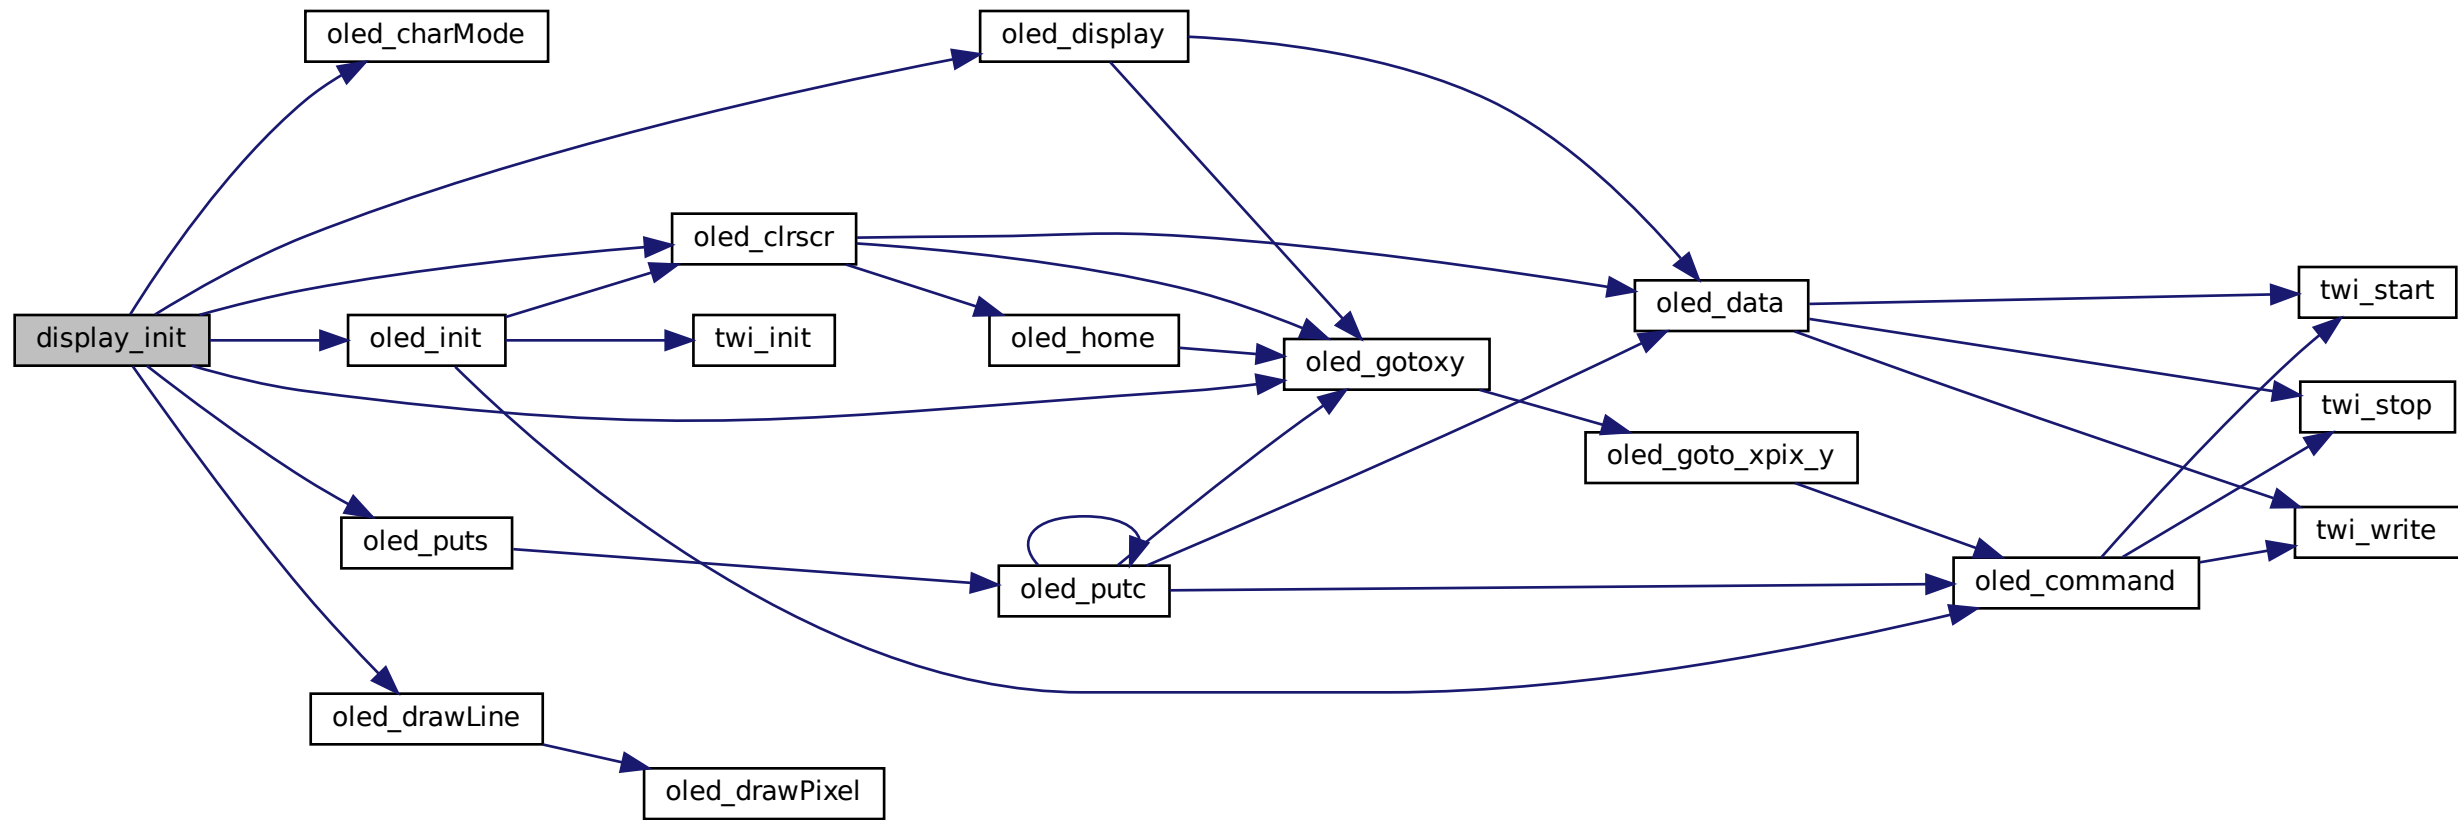 oled_charMode
oled_display
oled_clrscr
oled_data
twi_start
display_init
oled_init
twi_init
oled_home
oled_gotoxy
twi_stop
oled_goto_xpix_y
twi_write
oled_puts
oled_putc
oled_command
oled_drawLine
oled_drawPixel